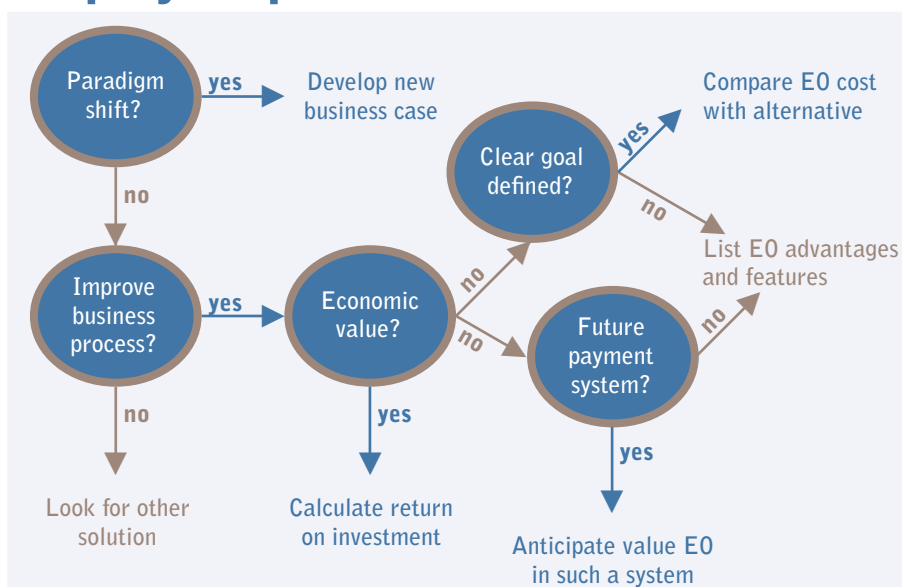 Paradigm
shift?
yes
Develop new
business case
no
Improve
business
process?
yes
no
Look for other
solution
Economic
value?
yes
Calculate return
on investment
no
Clear goal
defined?
yes
Compare EO cost
with alternative
no
List EO advantages
and features
no
Future
payment
system?
no
yes
Anticipate value EO
in such a system